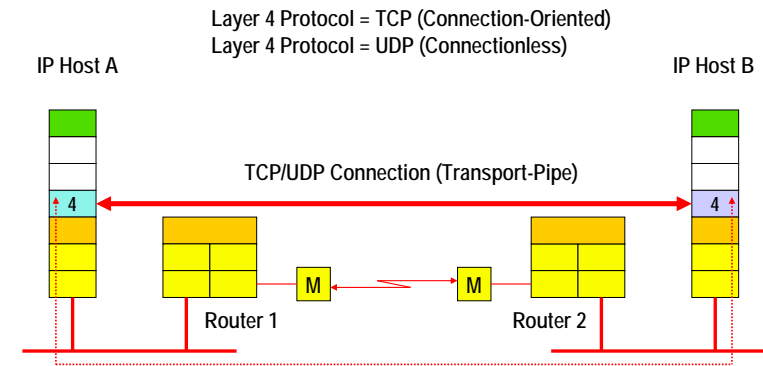 Layer 4 Protocol = TCP (Connection-Oriented)
Layer 4 Protocol = UDP (Connectionless)
IP Host A
IP Host B
TCP/UDP Connection (Transport-Pipe)
4
4
M
M
Router 1
Router 2